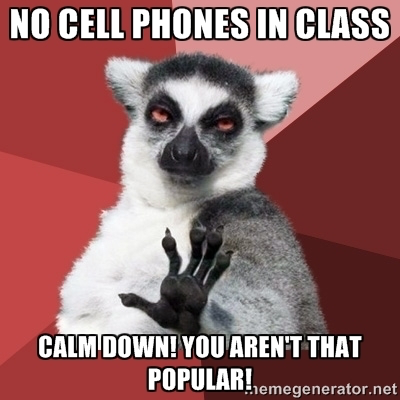 NO CELL PHONES IN CLASS
CALM DOWN! YOU AREN'T THAT
POPULAR!
memegenerator.net